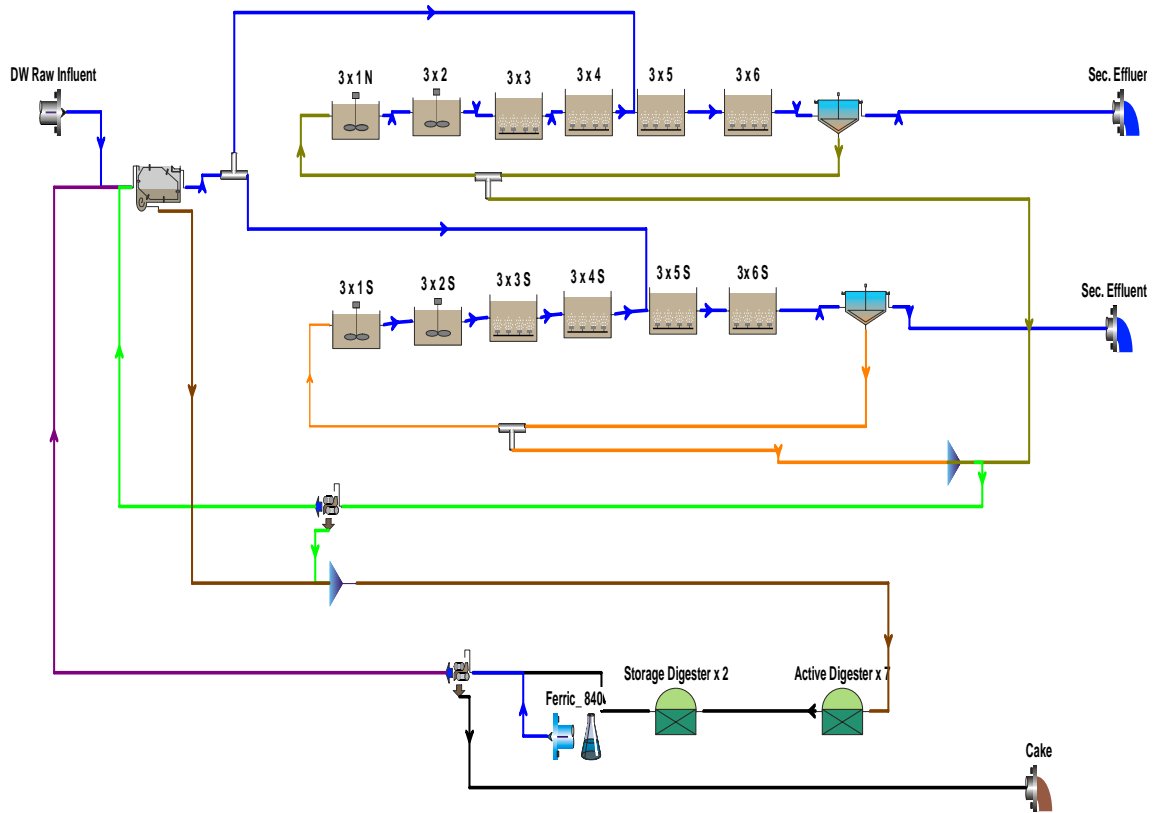 DW Raw Influent
3 x 1 N
3 x 2
3 x 3
3 x 4
3 x 5
3 x 6
Sec. Effluer
3 x 1 S
3 x 2 S
3 x 3 S
3 x 4 S
3 x 5 S
3 x 6 S
Sec. Effluent
Storage Digester x 2
Active Digester x 7
Ferric_ 840
Cake